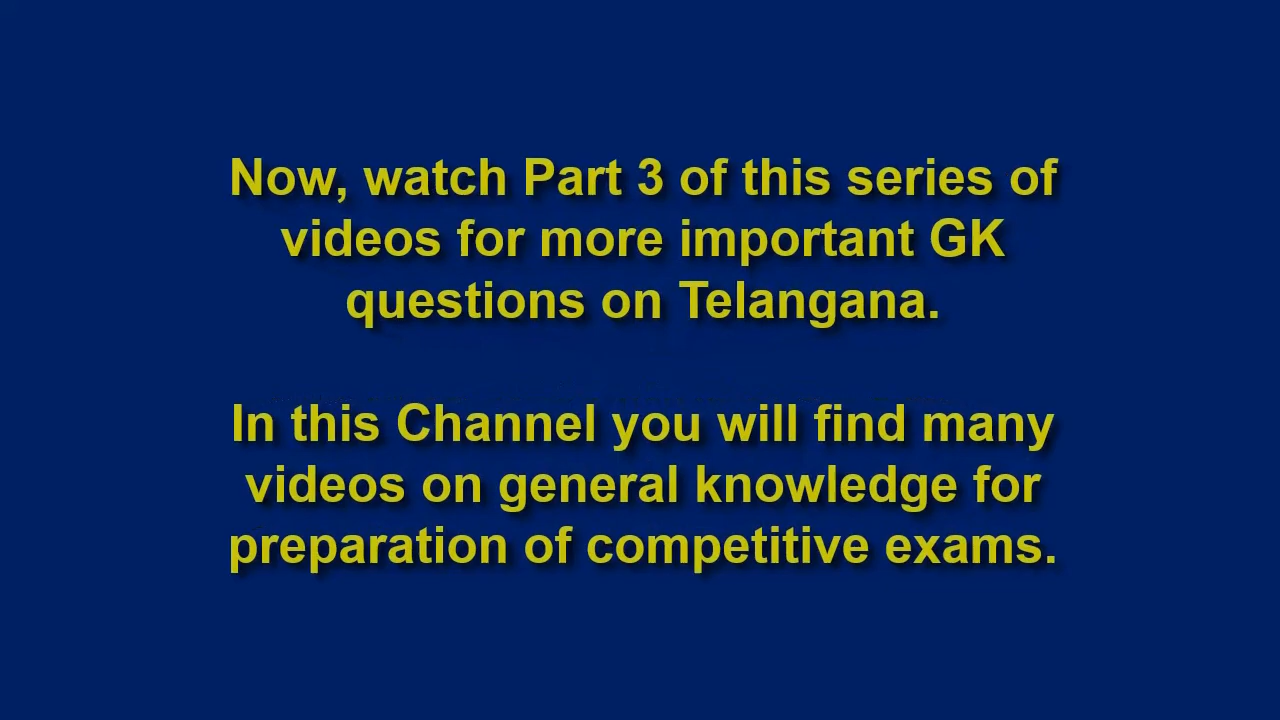 Now, watch Part 3 of this series of
videos for more important GK
questions on Telangana.
In this Channel you will find many
videos on general knowledge for
preparation of competitive exams.